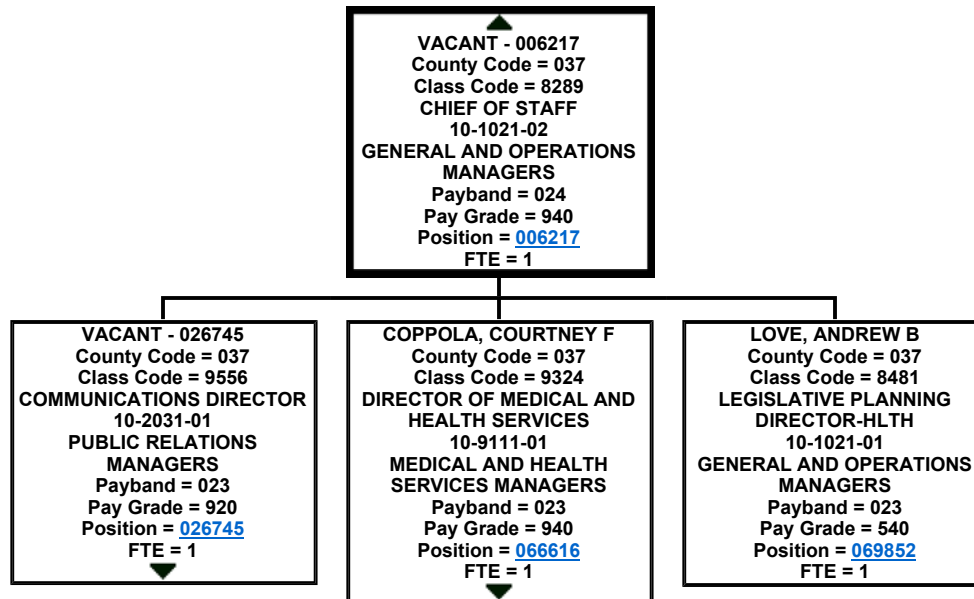 VACANT - 006217
County Code = 037
Class Code = 8289
CHIEF OF STAFF
10-1021-02
GENERAL AND OPERATIONS
MANAGERS
Payband = 024
Pay Grade = 940
Position = 006217
FTE = 1
VACANT - 026745
County Code = 037
Class Code = 9556
COMMUNICATIONS DIRECTOR
10-2031-01
PUBLIC RELATIONS
MANAGERS
Payband = 023
Pay Grade = 920
Position = 026745
FTE = 1
COPPOLA, COURTNEY F
County Code = 037
Class Code = 9324
DIRECTOR OF MEDICAL AND
HEALTH SERVICES
10-9111-01
MEDICAL AND HEALTH
SERVICES MANAGERS
Payband = 023
Pay Grade = 940
Position = 066616
FTE = 1
LOVE, ANDREW B
County Code = 037
Class Code = 8481
LEGISLATIVE PLANNING
DIRECTOR-HLTH
10-1021-01
GENERAL AND OPERATIONS
MANAGERS
Payband = 023
Pay Grade = 540
Position = 069852
FTE = 1